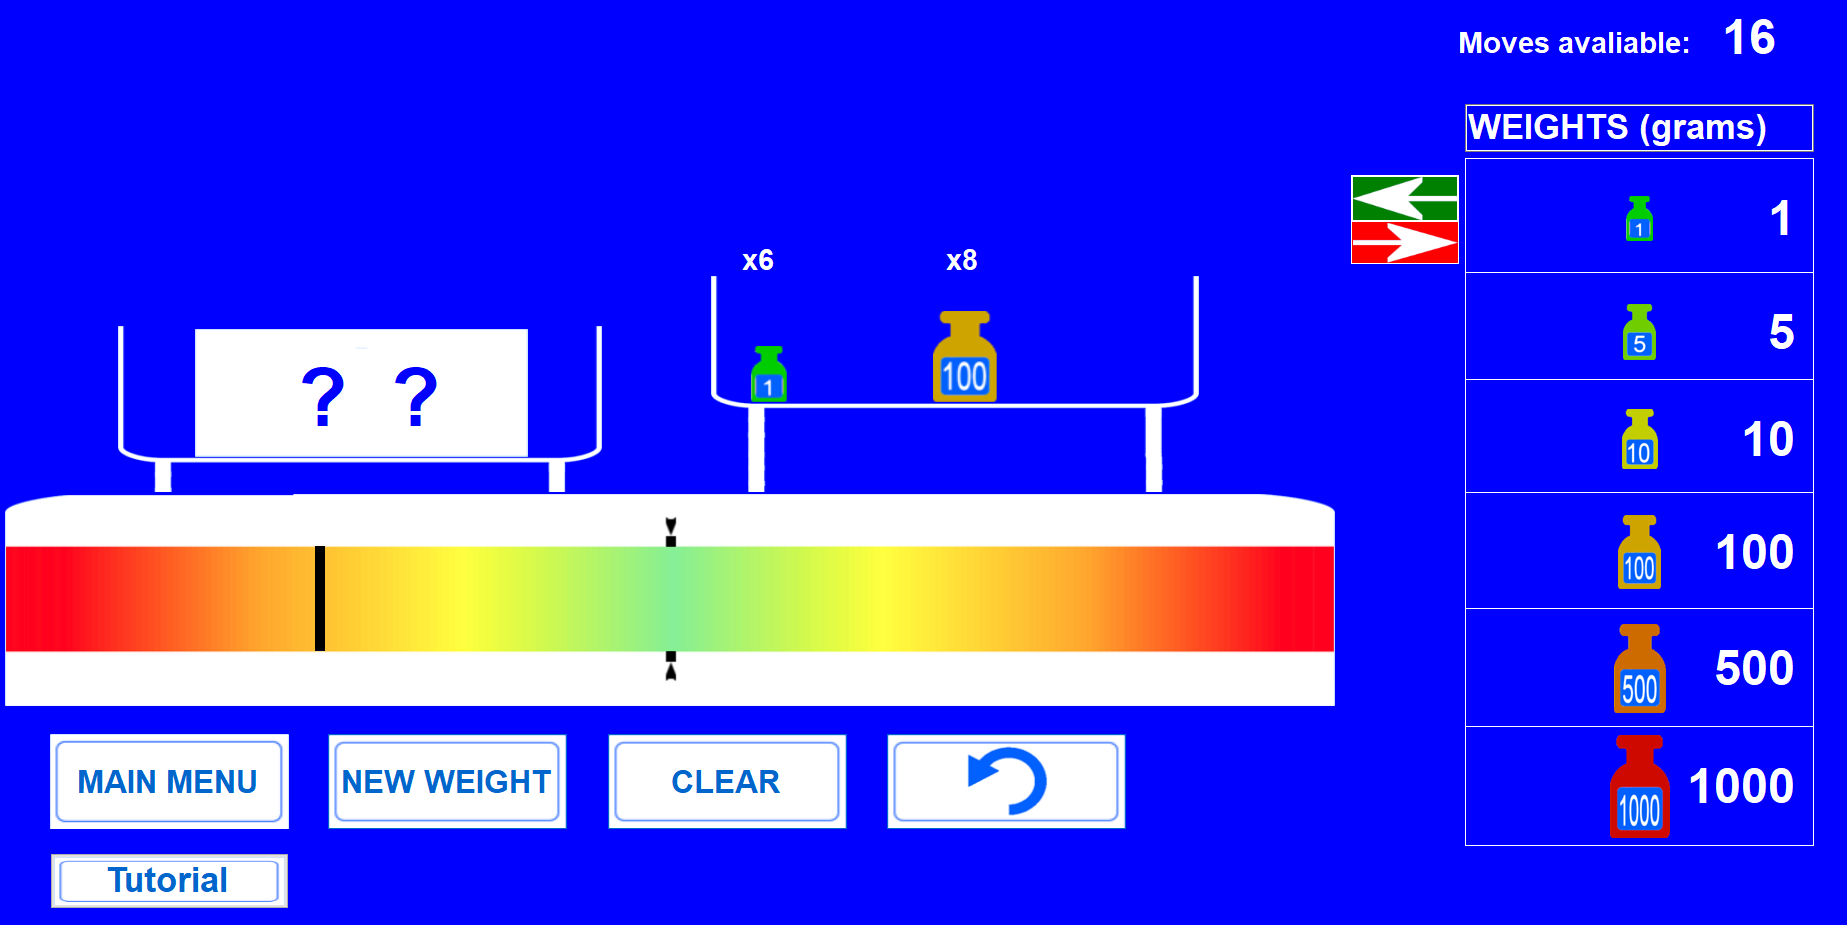 Moves avaliable: 16
WEIGHTS (grams)
1 1
x6 x8
5 5
1 100
? ?
10 10
100 100
500 500
1000 1000
MAIN MENU
NEW WEIGHT
CLEAR
Tutorial